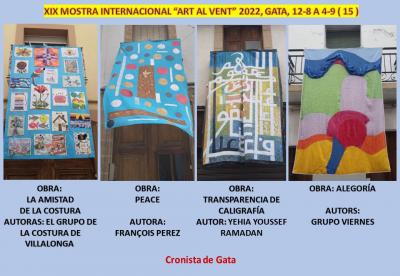 XIX MOSTRA INTERNACIONAL “ART AL VENT” 2022, GATA, 12-8 A 4-9 ( 15 )
OBRA:
LA AMISTAD
DE LA COSTURA
AUTORAS: EL GRUPO DE
LA COSTURA DE
VILLALONGA
OBRA:
PEACE
AUTORA:
FRANÇOIS PEREZ
OBRA:
TRANSPARENCIA DE
CALIGRAFÍA
AUTOR: YEHIA YOUSSEF
RAMADAN
OBRA: ALEGORÍA
AUTORS:
GRUPO VIERNES
Cronista de Gata